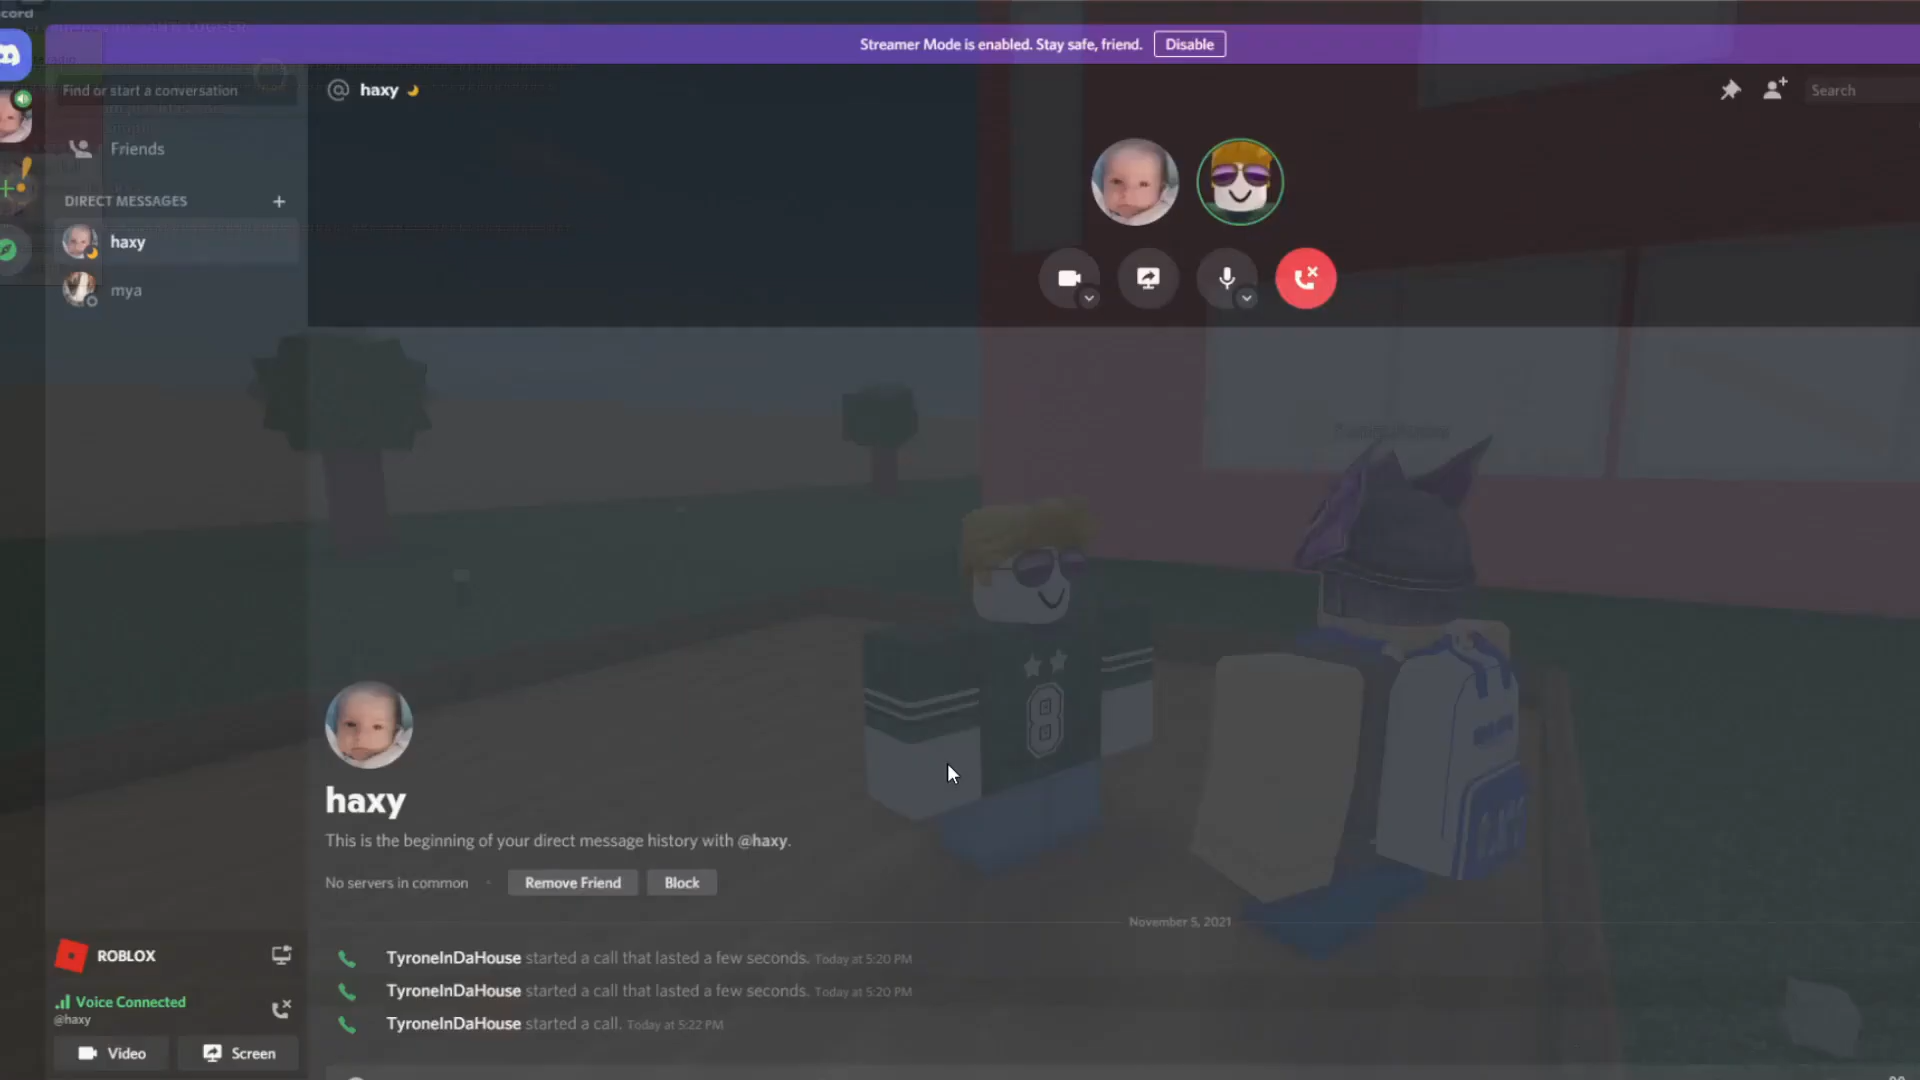 cord
Streamer Mode is enabled. Stay safe, friend.
Disable
Find or start a conversation
haxy
Search
Friends
DIRECT MESSAGES
haxy
mya
8
haxy
This is the beginning of your direct message history with @haxy.
No servers in common
Remove Friend
Block
November 5, 2021
TyroneInDaHouse started a call that lasted a few seconds. Today at 5:20 PM
TyroneInDaHouse started a call that lasted a few seconds. Today at 5:20 PM
TyroneInDaHouse started a call. Today at 5:22 PM
ROBLOX
Voice Connected
@haxy
Video
Screen